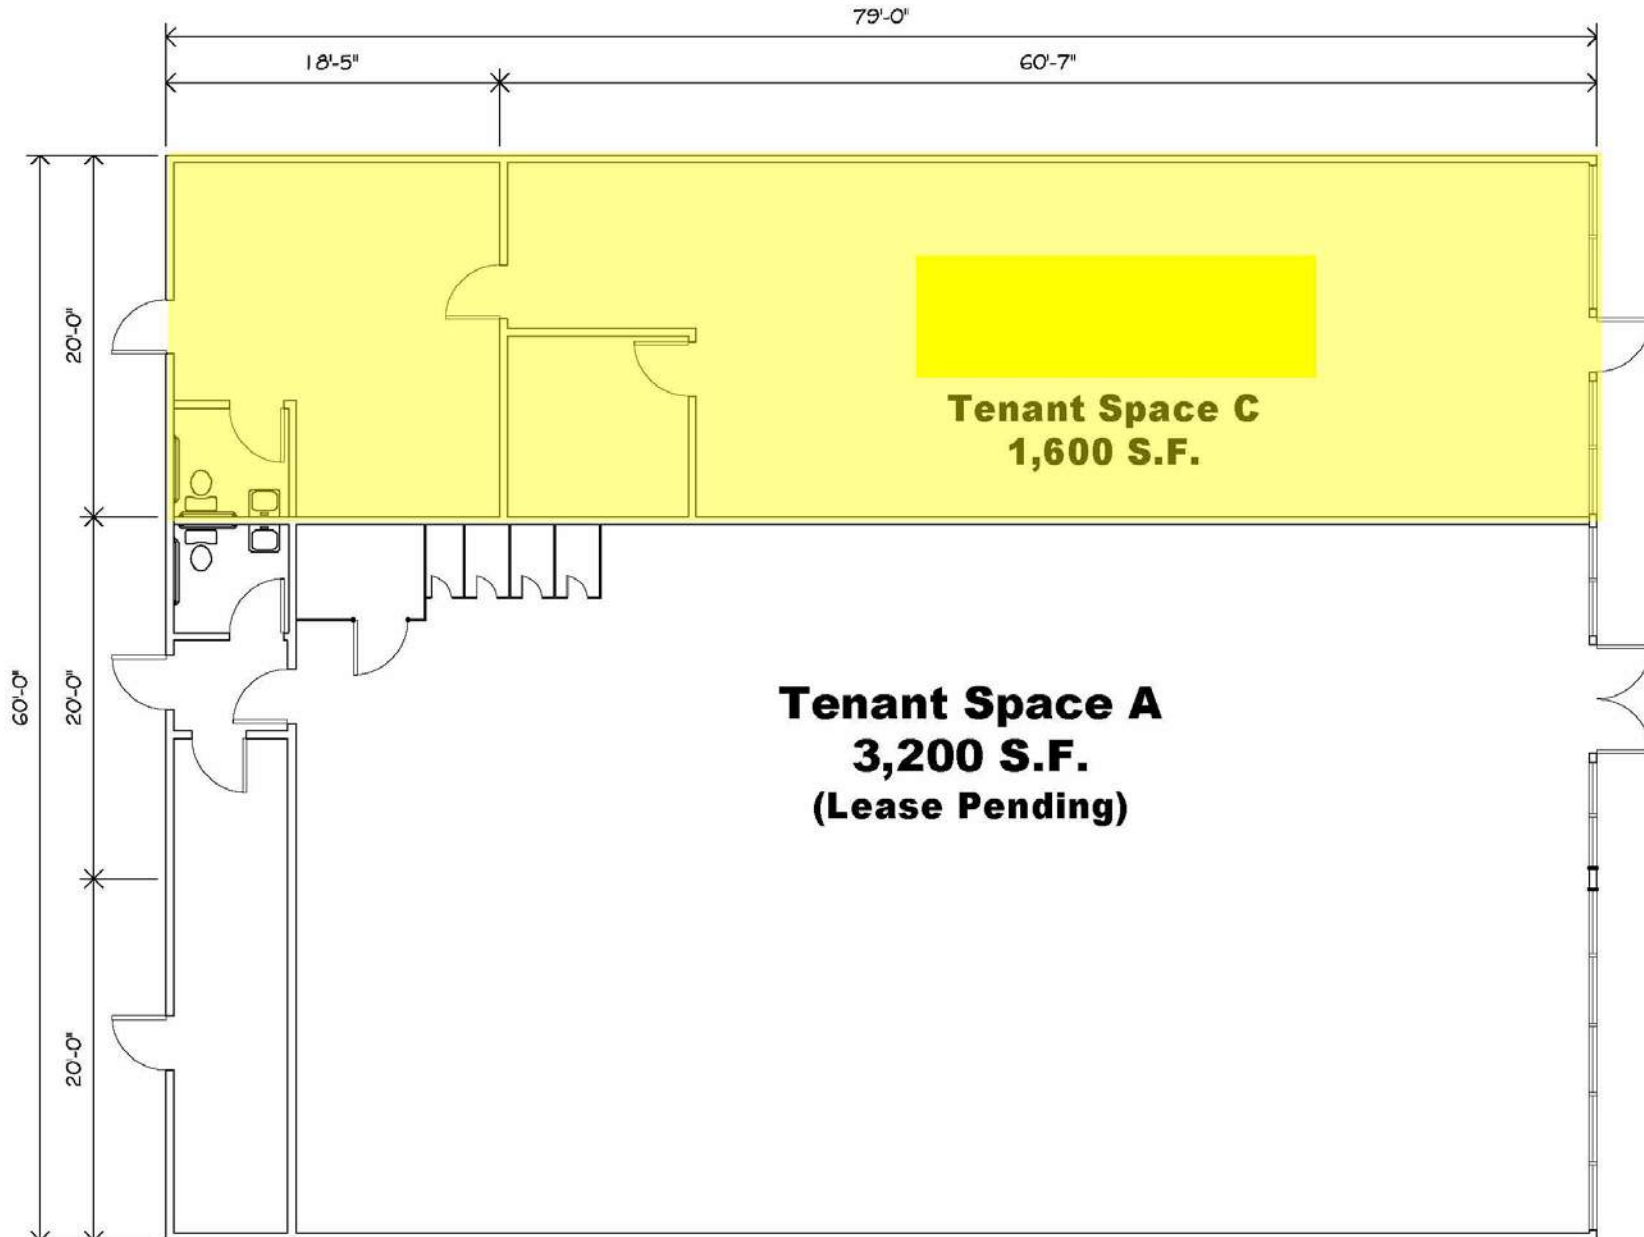 79'-0"
18'-5"
60'-7"
20'-0"
Tenant Space C
1,600 S.F.
60'-0"
20'-0"
Tenant Space A
3,200 S.F.
(Lease Pending)
20'-0"